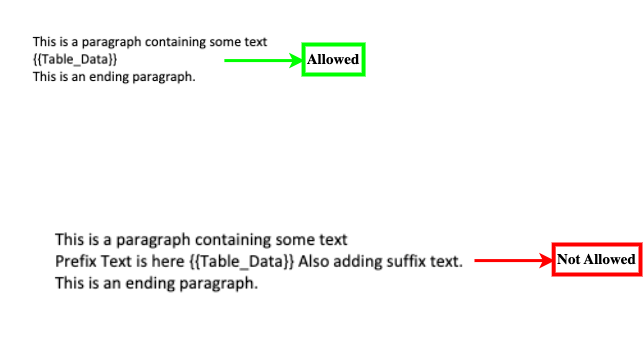 This is a paragraph containing some text
{{Table_Data}}
Allowed
This is an ending paragraph.
This is a paragraph containing some text
Prefix Text is here {{Table_Data}} Also adding suffix text.
Not Allowed
This is an ending paragraph.